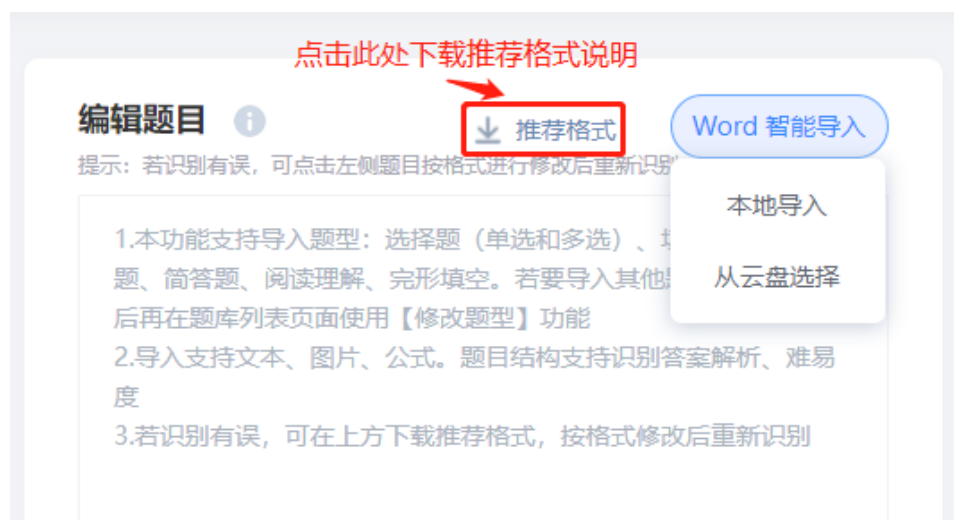 点击此处下载推荐格式说明
编辑题目
推荐格式
Word 智能导入
提示：若识别有误，可点击左侧题目按格式进行修改后重新识别
本地导入
从云盘选择
1.本功能支持导入题型：选择题（单选和多选）、
题、简答题、阅读理解、完形填空。若要导入其他
后再在题库列表页面使用【修改题型】功能
2.导入支持文本、图片、公式。题目结构支持识别答案解析、难易
度
3.若识别有误，可在上方下载推荐格式，按格式修改后重新识别